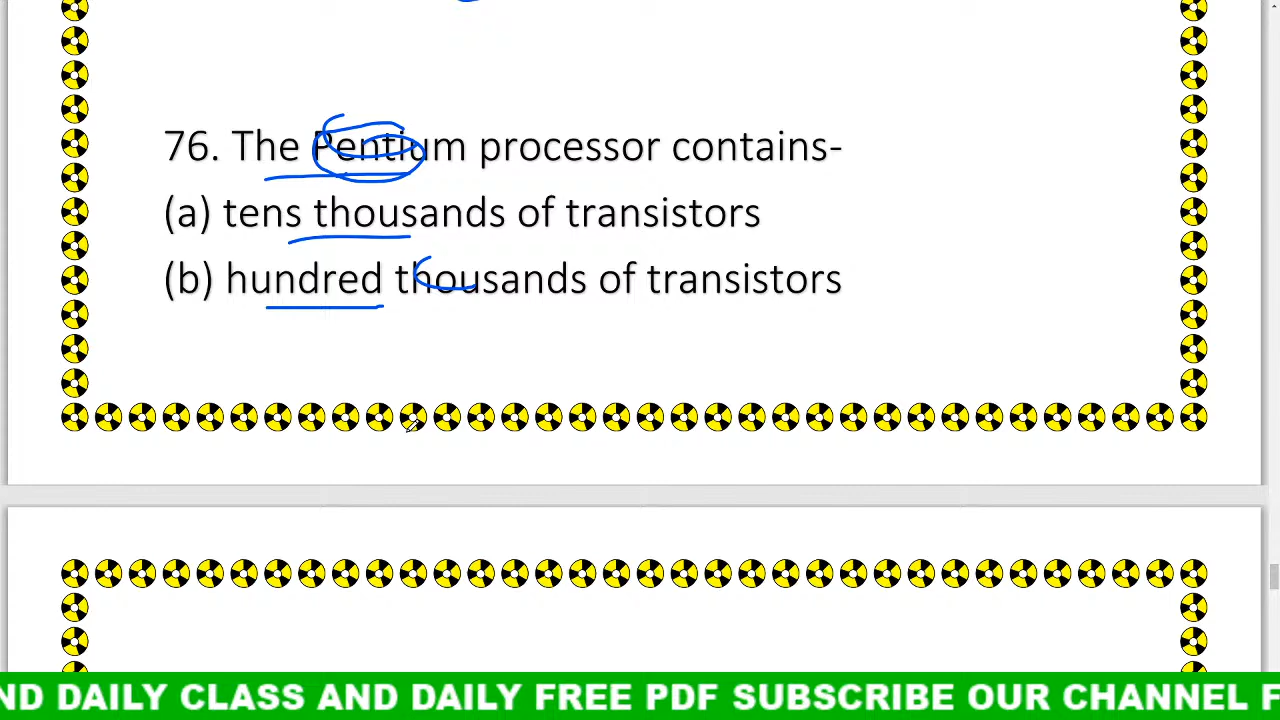 76. The Pentium processor contains-
(a) tens thousands of transistors
(b) hundred thousands of transistors
ND DAILY CLASS AND DAILY FREE PDF SUBSCRIBE OUR CHANNEL F